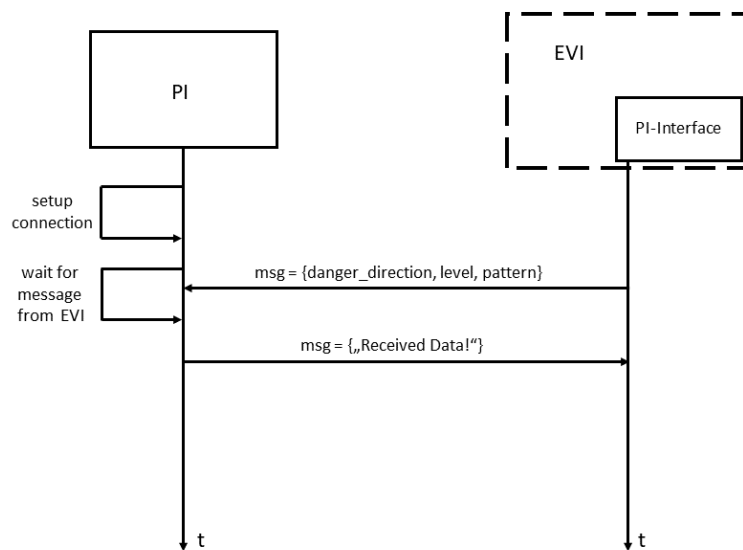 EVI
PI
PI-Interface
setup
connection
wait for
message
from EVI
msg = {danger_direction, level, pattern}
msg = {„Received Data!“}
t
t